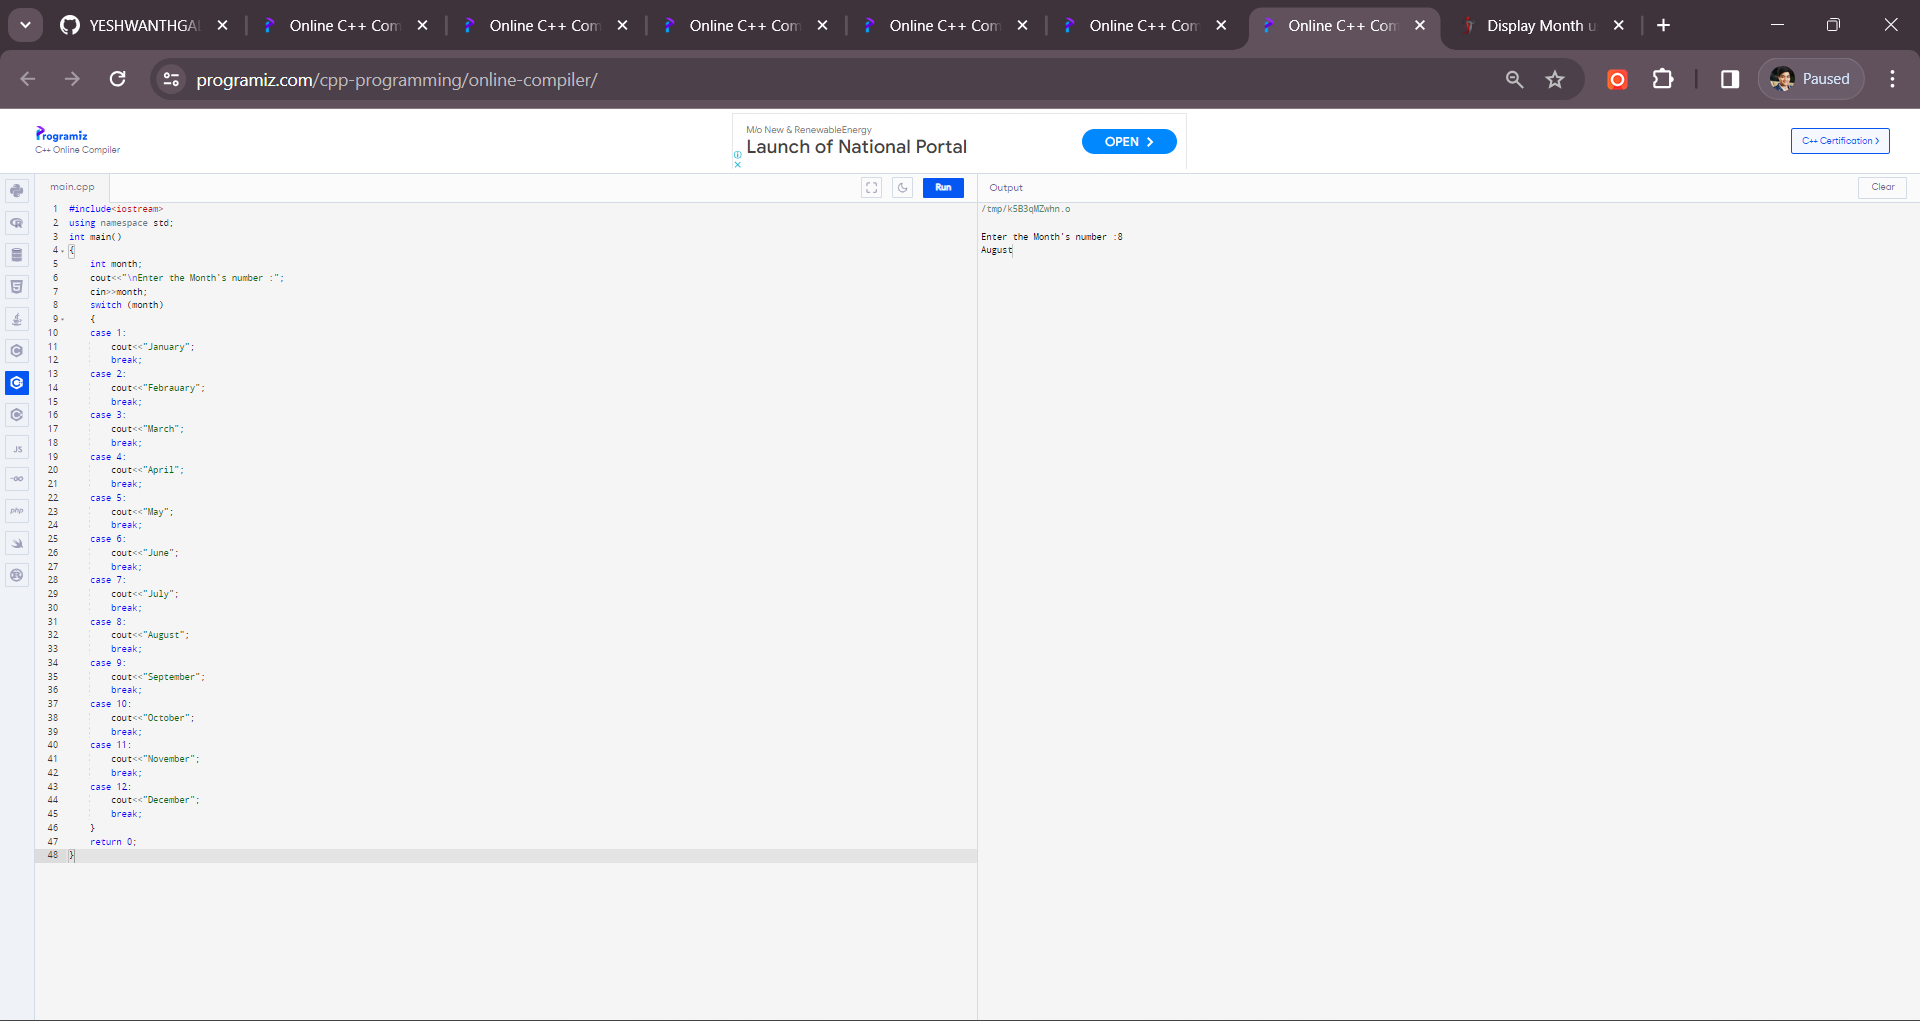 YESHWANTHGA
Online C++ Com
Online C++ Com
Online C++ Com
Online C++ Com
Online C++ Com
Online C++ Com
Display Month u
programiz.com/cpp-programming/online-compiler/
Paused
Programiz
C++ Online Compiler
M/o New & RenewableEnergy
Launch of National Portal
OPEN
C++ Certification
main.cpp
Run
Output
Clear
1 #include<iostream>
2 using namespace std;
3 int main()
4 {
5 int month;
6 cout<<"\nEnter the Month's number :";
7 cin>>month;
8 switch (month)
9 {
10 case 1:
11 cout<<"January";
12 break;
13 case 2:
14 cout<<"Febrauary";
15 break;
16 case 3:
17 cout<<"March";
18 break;
19 case 4:
20 cout<<"April";
21 break;
22 case 5:
23 cout<<"May";
24 break;
25 case 6:
26 cout<<"June";
27 break;
28 case 7:
29 cout<<"July";
30 break;
31 case 8:
32 cout<<"August";
33 break;
34 case 9:
35 cout<<"September";
36 break;
37 case 10:
38 cout<<"October";
39 break;
40 case 11:
41 cout<<"November";
42 break;
43 case 12:
44 cout<<"December";
45 break;
46 }
47 return 0;
48 }
/tmp/k5B3qMZwhn.o
Enter the Month's number :8
August
JS
GO
php